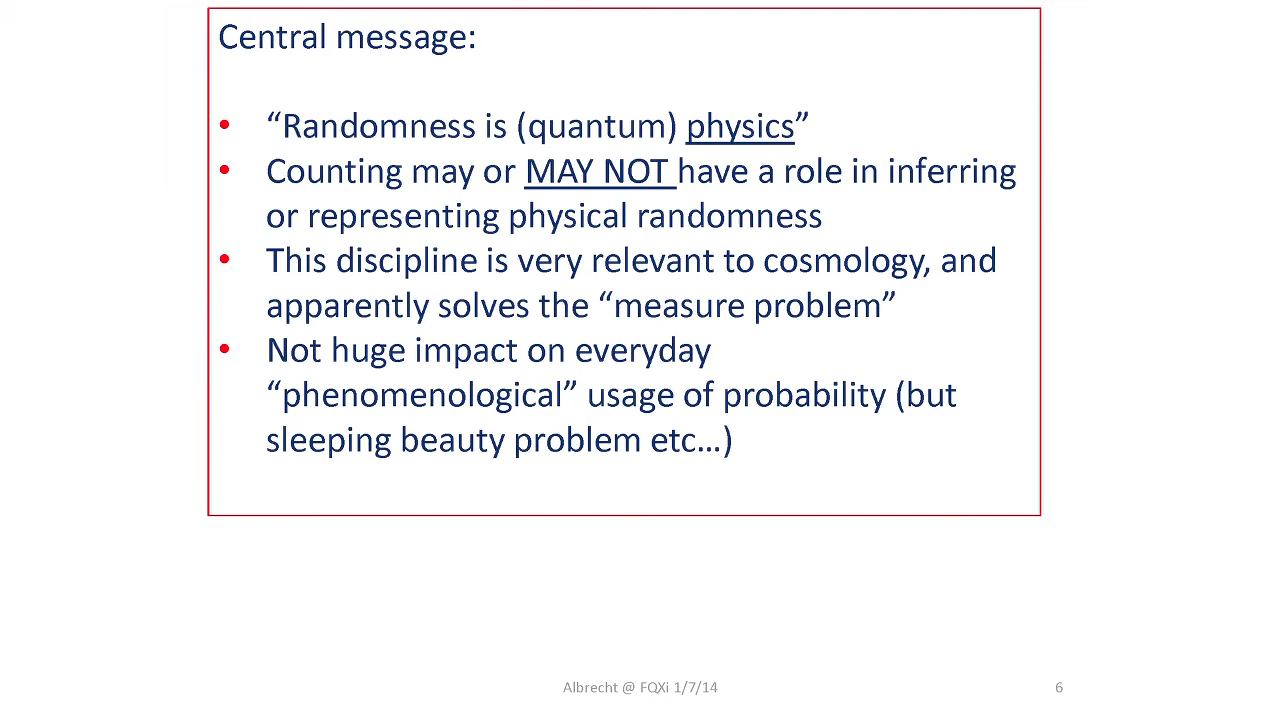 Central message:
• “Randomness is (quantum) physics”
• Counting may or MAY NOT have a role in inferring
or representing physical randomness
• This discipline is very relevant to cosmology, and
apparently solves the “measure problem”
• Not huge impact on everyday
“phenomenological” usage of probability (but
sleeping beauty problem etc…)
Albrecht @ FQXi 1/7/14
6